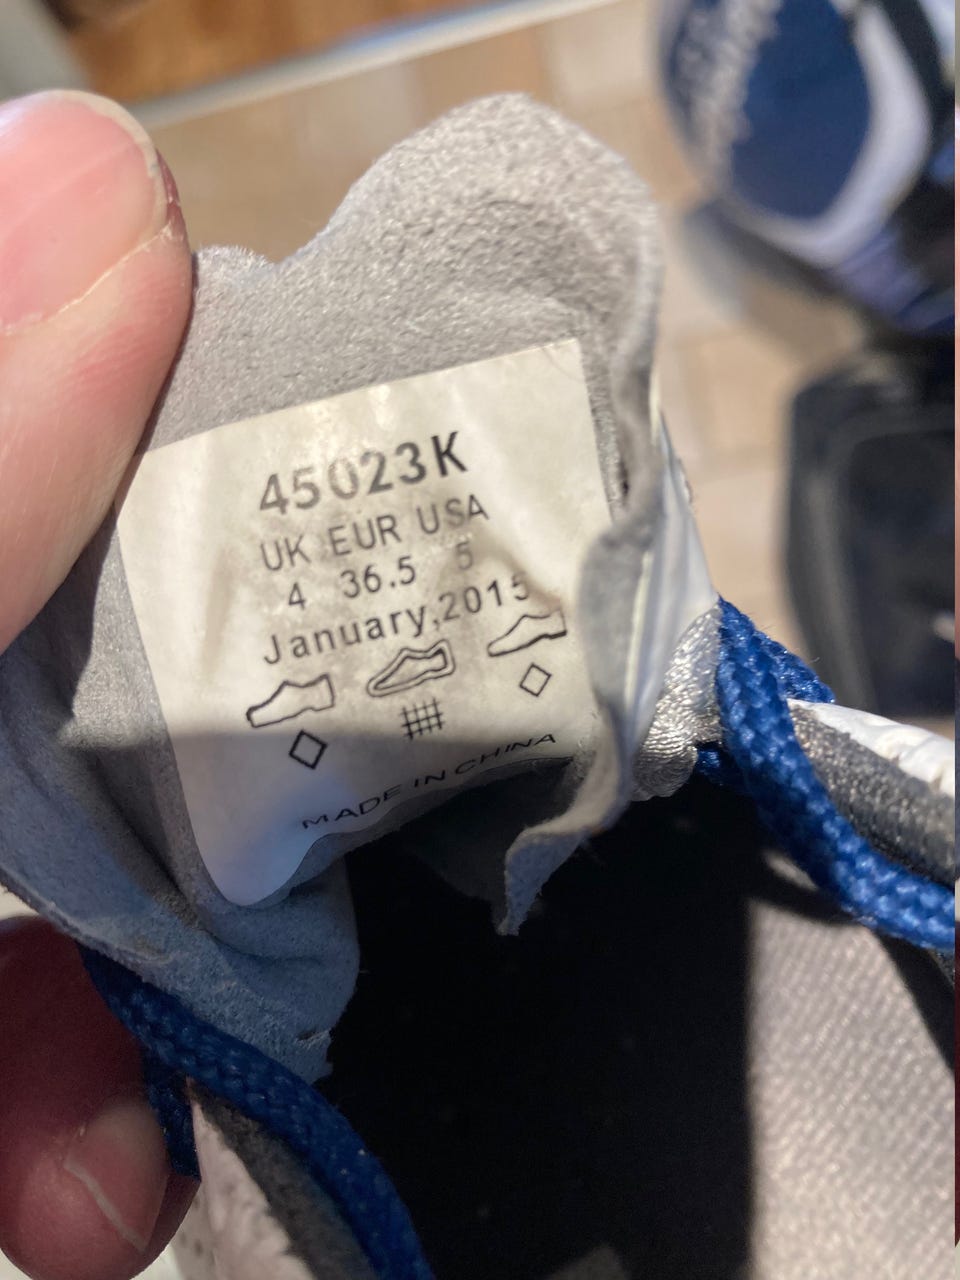 45023K
UK EUR USA
4 36.5 5
January,2015
MADE IN CHINA